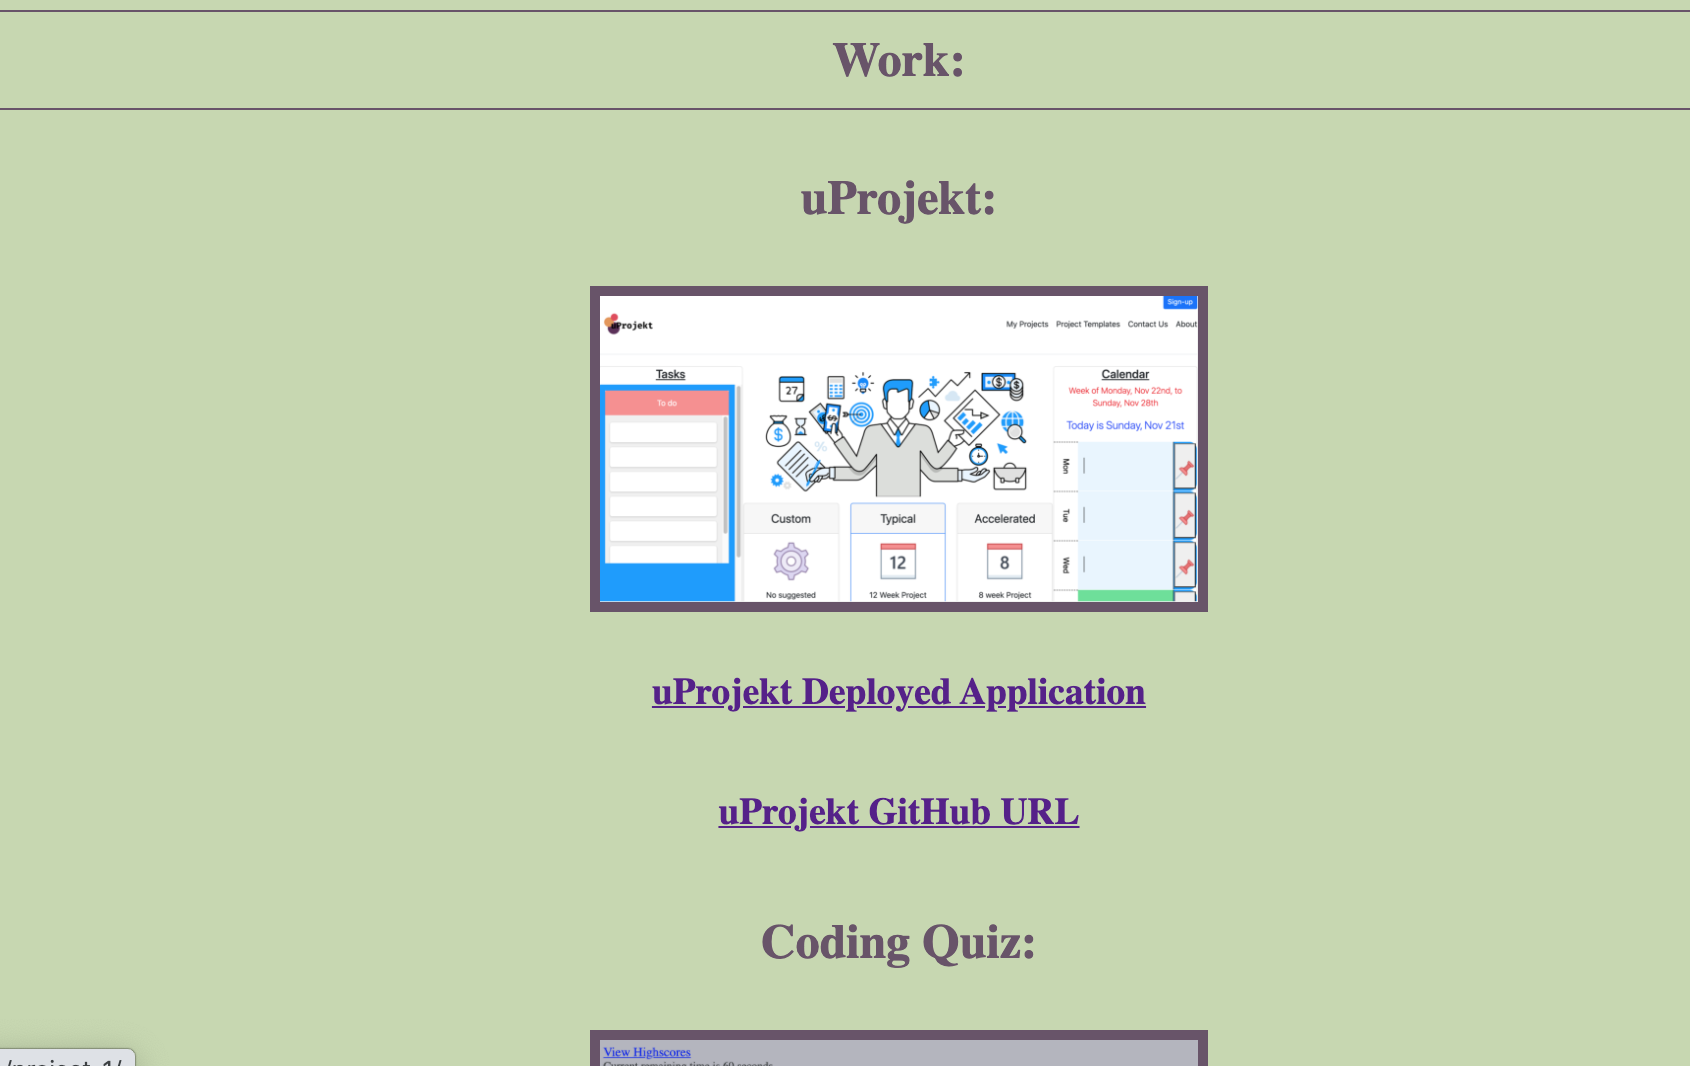 Work:
uProjekt:
Sign-up
uProjekt
My Projects Project Templates Contact Us About
Tasks
To do
27
$
$
$
$
%
Calendar
Week of Monday, Nov 22nd, to
Sunday, Nov 28th
Today is Sunday, Nov 21st
Mon
Tue
Wed
Custom
Typical
Accelerated
12
8
No suggested
12 Week Project
8 week Project
uProjekt Deployed Application
uProjekt GitHub URL
Coding Quiz:
View Highscores
Current remaining time is 60 seconds
/project-1/